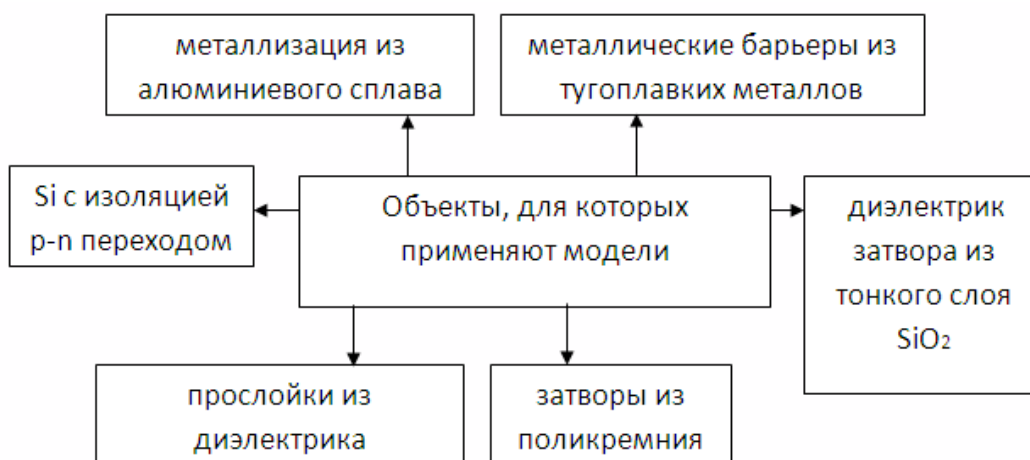 металлизация из
алюминиевого сплава
металлические барьеры из
тугоплавких металлов
Si с изоляцией
p-n переходом
Объекты, для которых
применяют модели
диэлектрик
затвора из
тонкого слоя
SiO₂
прослойки из
диэлектрика
затворы из
поликремния